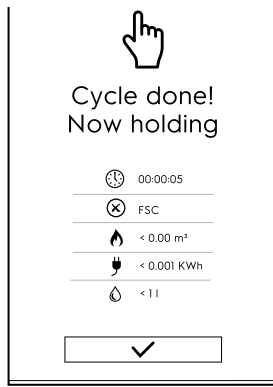 Cycle done!
Now holding
00:00:05
FSC
< 0.00 m³
< 0.001 KWh
< 1 l